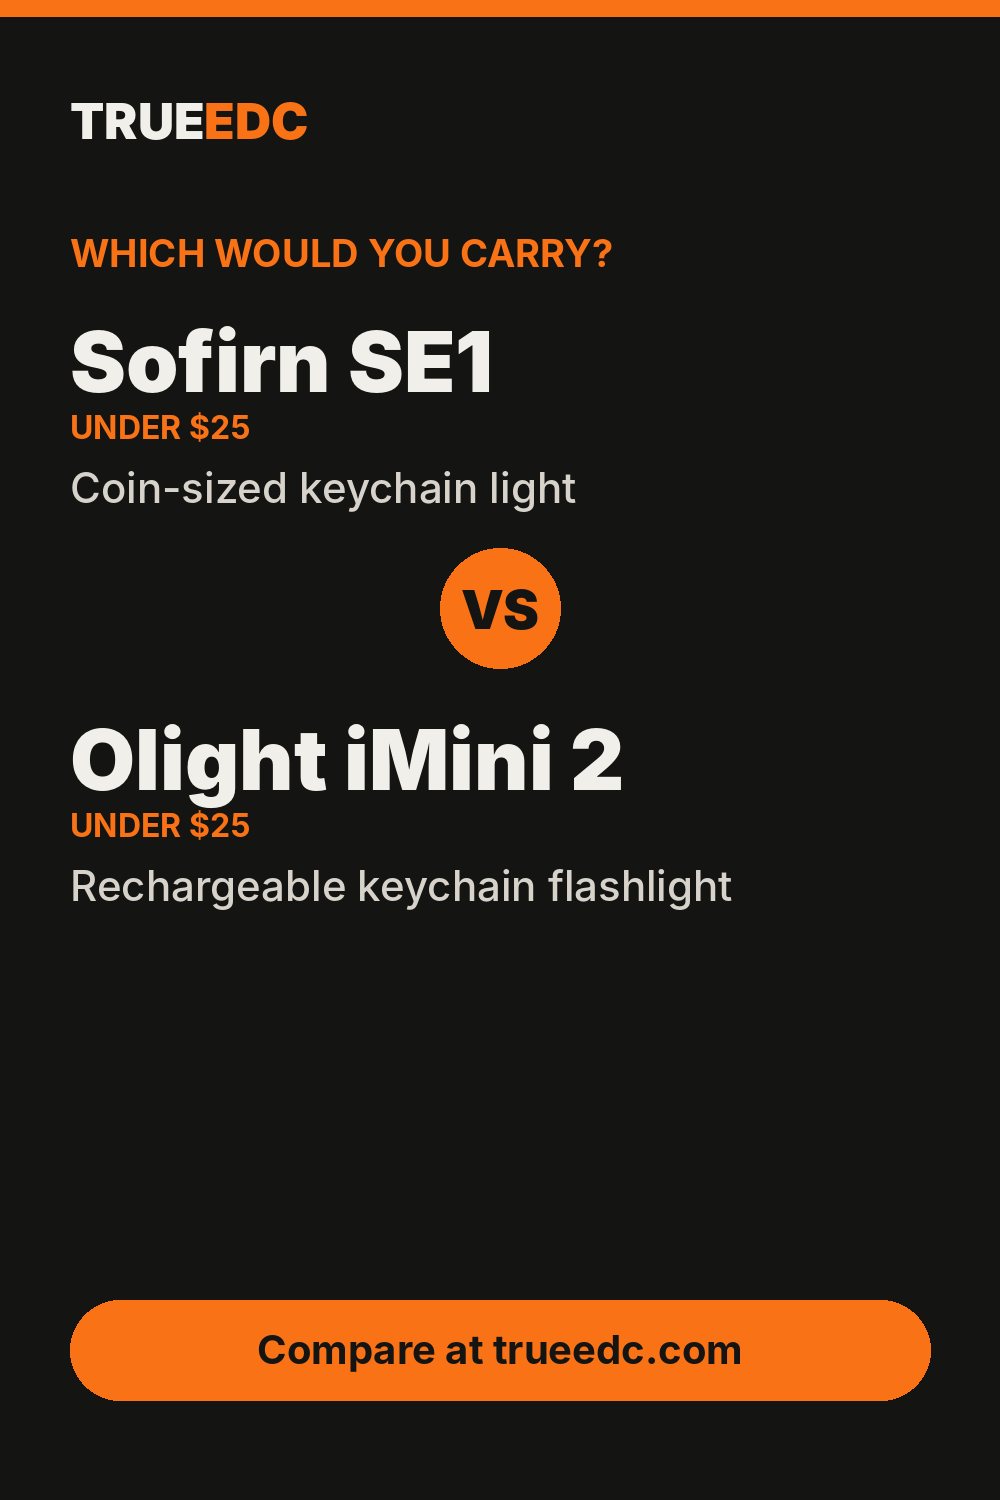 TRUEEDC
WHICH WOULD YOU CARRY?
Sofirn SE1
UNDER $25
Coin-sized keychain light
VS
Olight iMini 2
UNDER $25
Rechargeable keychain flashlight
Compare at trueedc.com